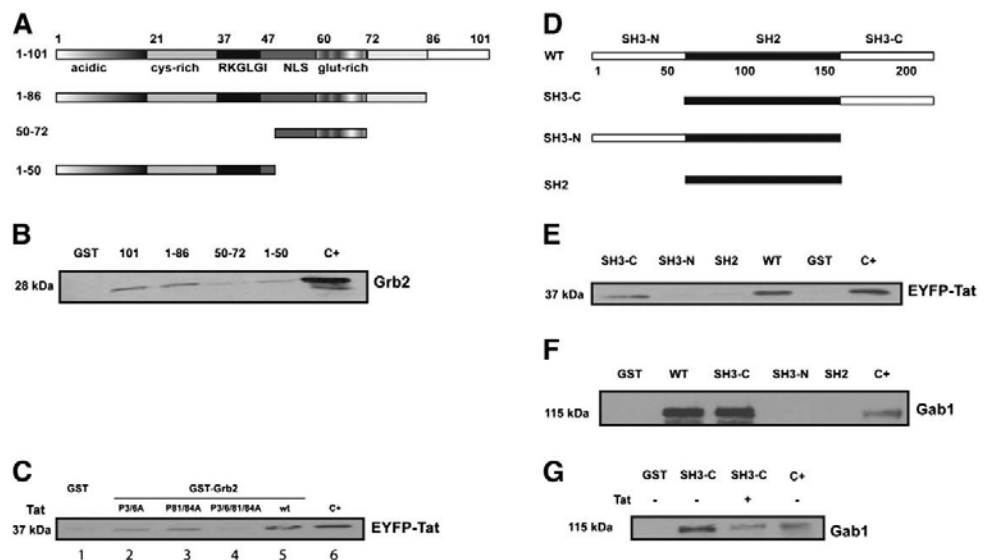 A
1 21 37 47 60 72 86 101
1-101
acidic cys-rich RKGLGI NLS glut-rich
1-86
50-72
1-50
B
GST 101 1-86 50-72 1-50 C+
28 kDa Grb2
C
GST GST-Grb2
Tat P3/6A P81/84A P3/6/81/84A wt C+
37 kDa EYFP-Tat
1 2 3 4 5 6
D
SH3-N SH2 SH3-C
WT
1 50 100 150 200
SH3-C
SH3-N
SH2
E
SH3-C SH3-N SH2 WT GST C+
37 kDa EYFP-Tat
F
GST WT SH3-C SH3-N SH2 C+
115 kDa Gab1
G
GST SH3-C SH3-C C+
Tat - - + -
115 kDa Gab1